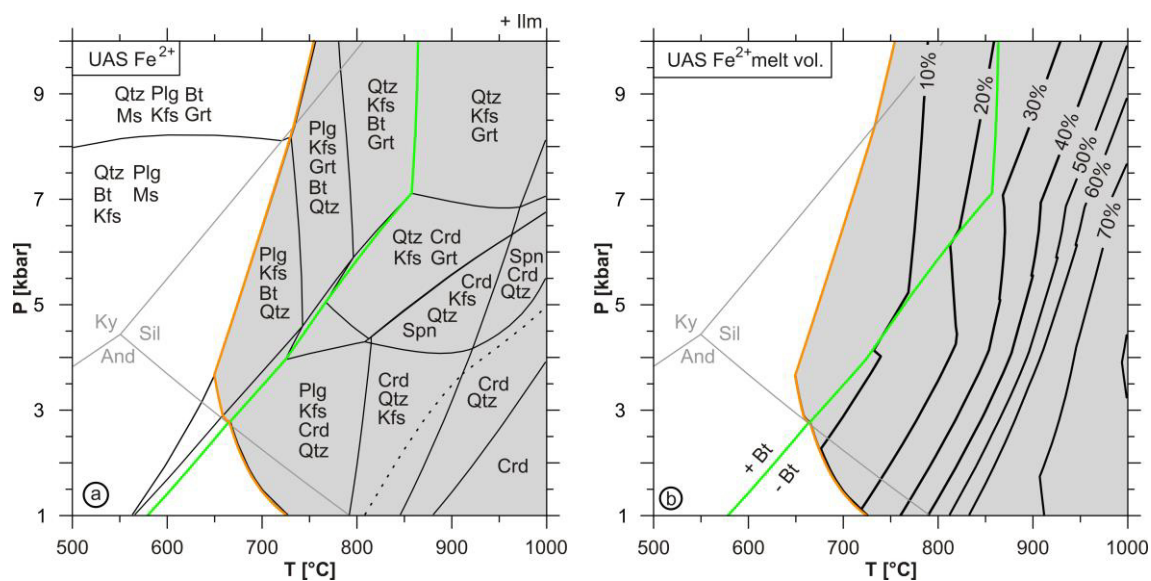 + Ilm
UAS Fe2+
Qtz Plg Bt
Ms Kfs Grt
Qtz Plg
Bt Ms
Kfs
Plg
Kfs
Grt
Bt
Qtz
Qtz
Kfs
Bt
Grt
Qtz
Kfs
Grt
Plg
Kfs
Bt
Qtz
Qtz Crd
Kfs Grt
Crd
Kfs
Qtz
Spn
Spn
Crd
Qtz
Ky
Sil
And
Plg
Kfs
Crd
Qtz
Crd
Qtz
Kfs
Crd
Qtz
Crd
a
P [kbar]
9
7
5
3
1
500 600 700 800 900 1000
T [°C]
UAS Fe2+ melt vol.
10%
20%
30%
40%
50%
60%
70%
Ky
Sil
And
+ Bt
- Bt
b
P [kbar]
9
7
5
3
1
500 600 700 800 900 1000
T [°C]